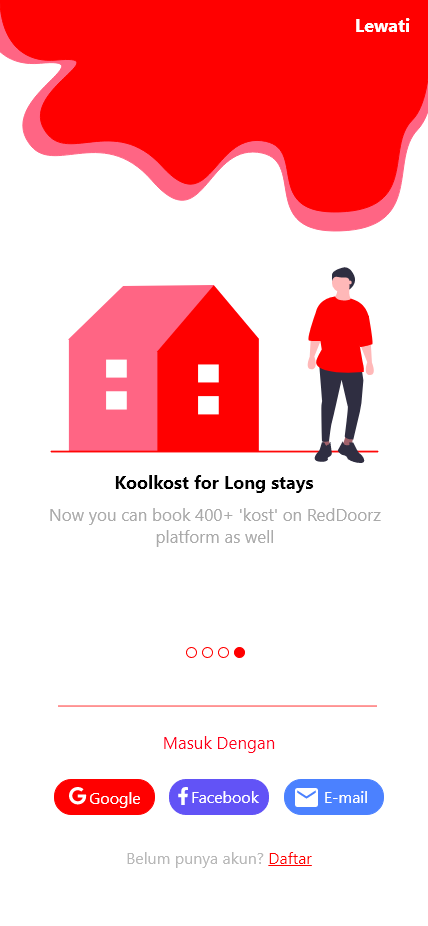 Lewati
Koolkost for Long stays
Now you can book 400+ 'kost' on RedDoorz
platform as well
Masuk Dengan
Google
Facebook
E-mail
Belum punya akun? Daftar